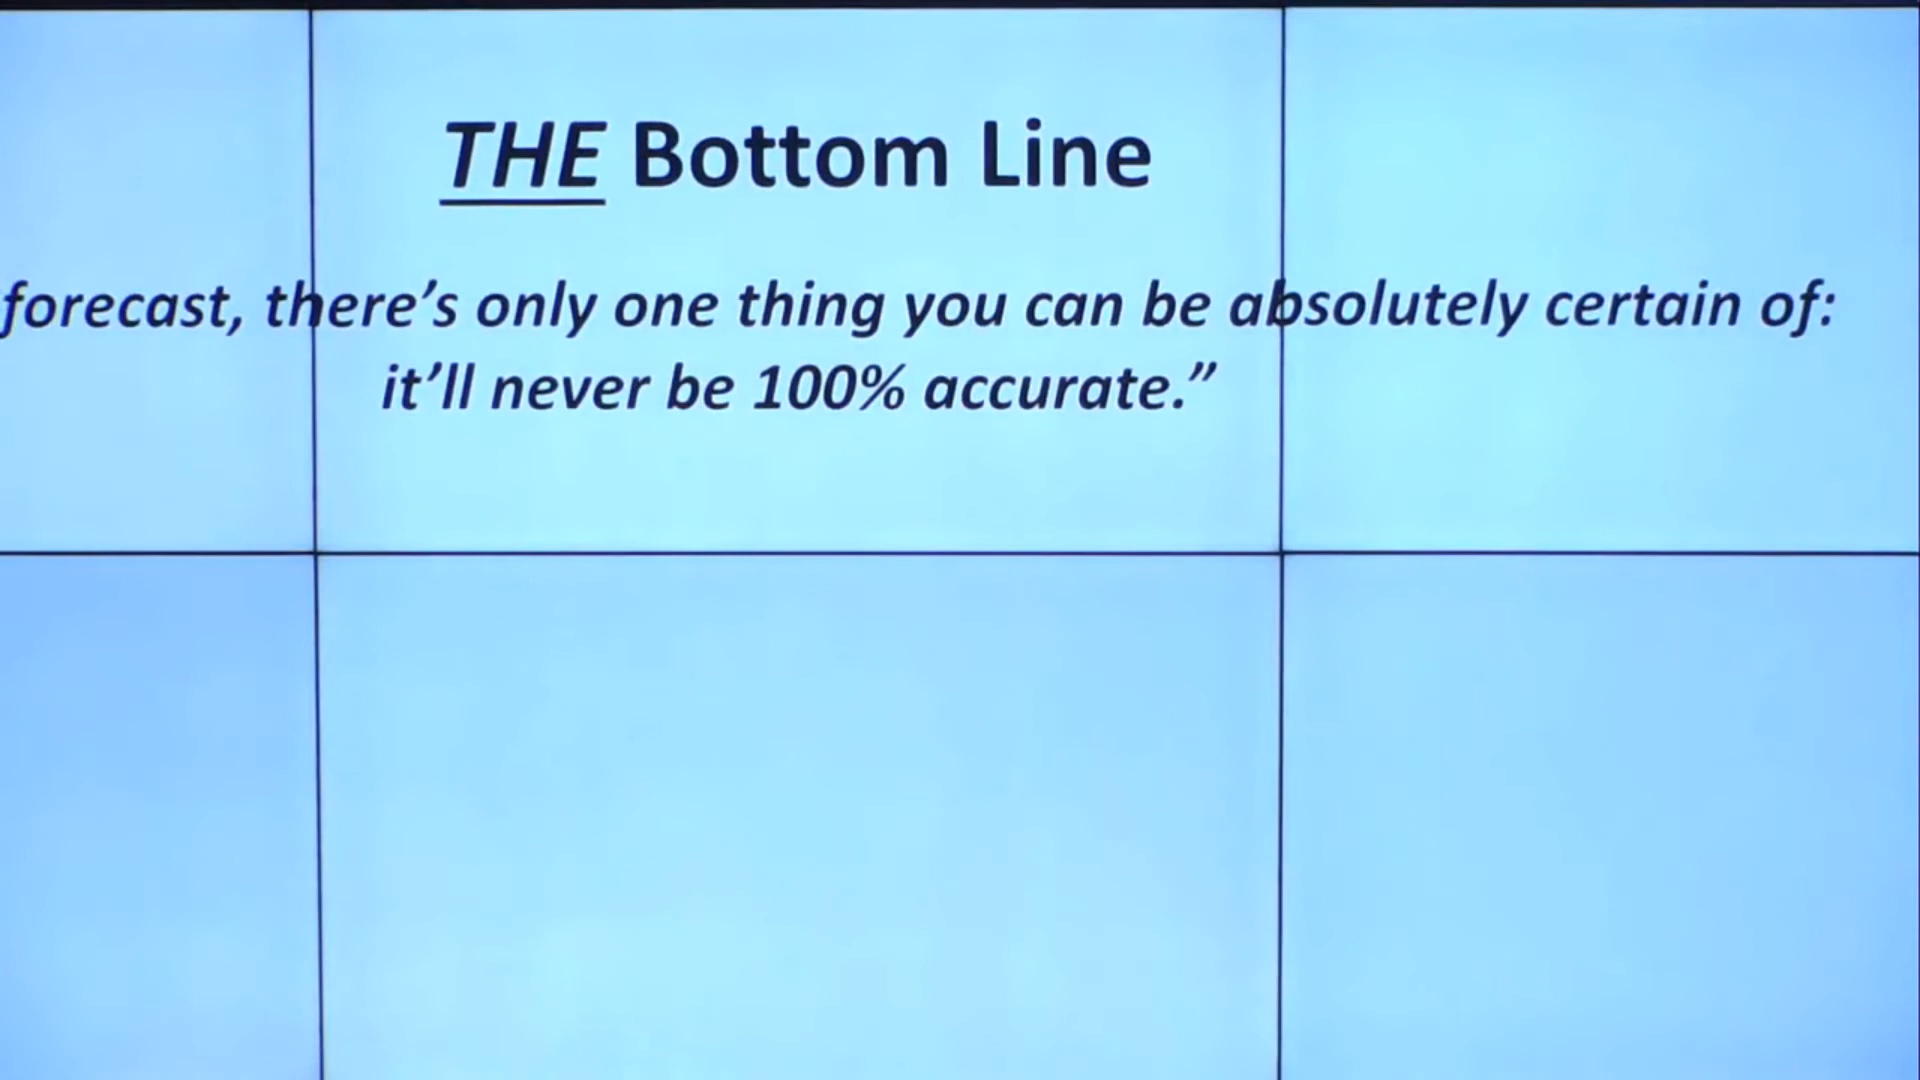 THE Bottom Line
forecast, there’s only one thing you can be absolutely certain of:
it’ll never be 100% accurate.”